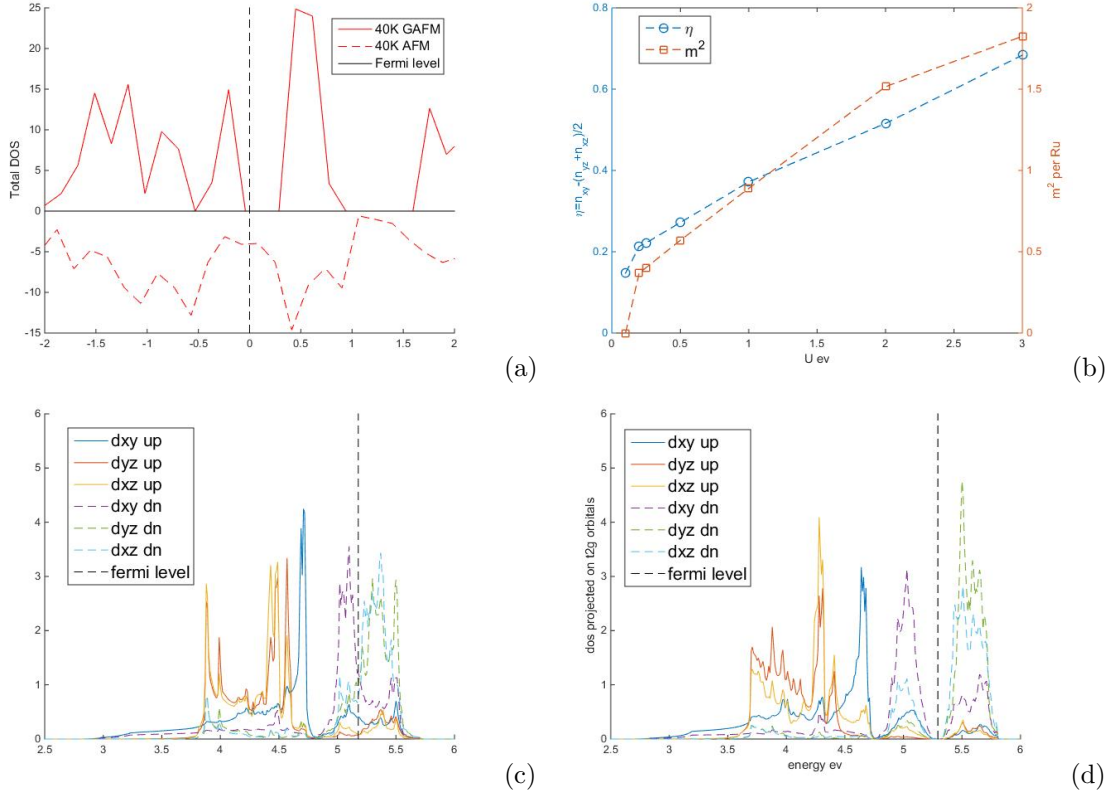 25
20
15
10
5
0
-5
-10
-15
Total DOS
40K GAFM
40K AFM
Fermi level
-2 -1.5 -1 -0.5 0 0.5 1 1.5 2
(a)
0.8
0.6
0.4
0.2
0
η=n_xy-(n_yz+n_xz)/2
η
m²
2
1.5
1
0.5
0
m² per Ru
0 0.5 1 1.5 2 2.5 3
U ev
(b)
6
5
4
3
2
1
0
dxy up
dyz up
dxz up
dxy dn
dyz dn
dxz dn
fermi level
2.5 3 3.5 4 4.5 5 5.5 6
(c)
6
5
4
3
2
1
0
dos projected on t2g orbitals
dxy up
dyz up
dxz up
dxy dn
dyz dn
dxz dn
fermi level
2.5 3 3.5 4 4.5 5 5.5 6
energy ev
(d)